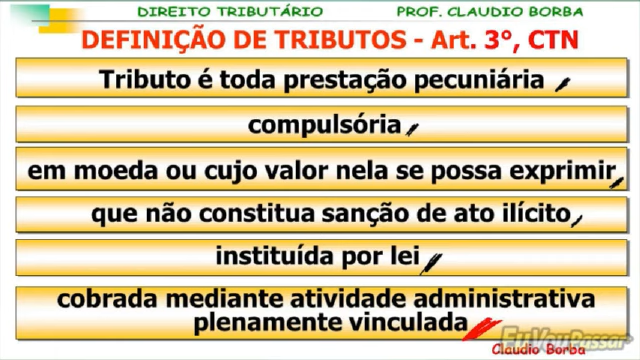 DIREITO TRIBUTÁRIO PROF. CLAUDIO BORBA
DEFINIÇÃO DE TRIBUTOS - Art. 3°, CTN
Tributo é toda prestação pecuniária
compulsória
em moeda ou cujo valor nela se possa exprimir
que não constitua sanção de ato ilícito
instituída por lei
cobrada mediante atividade administrativa
plenamente vinculada
EuVouPassar
Claudio Borba